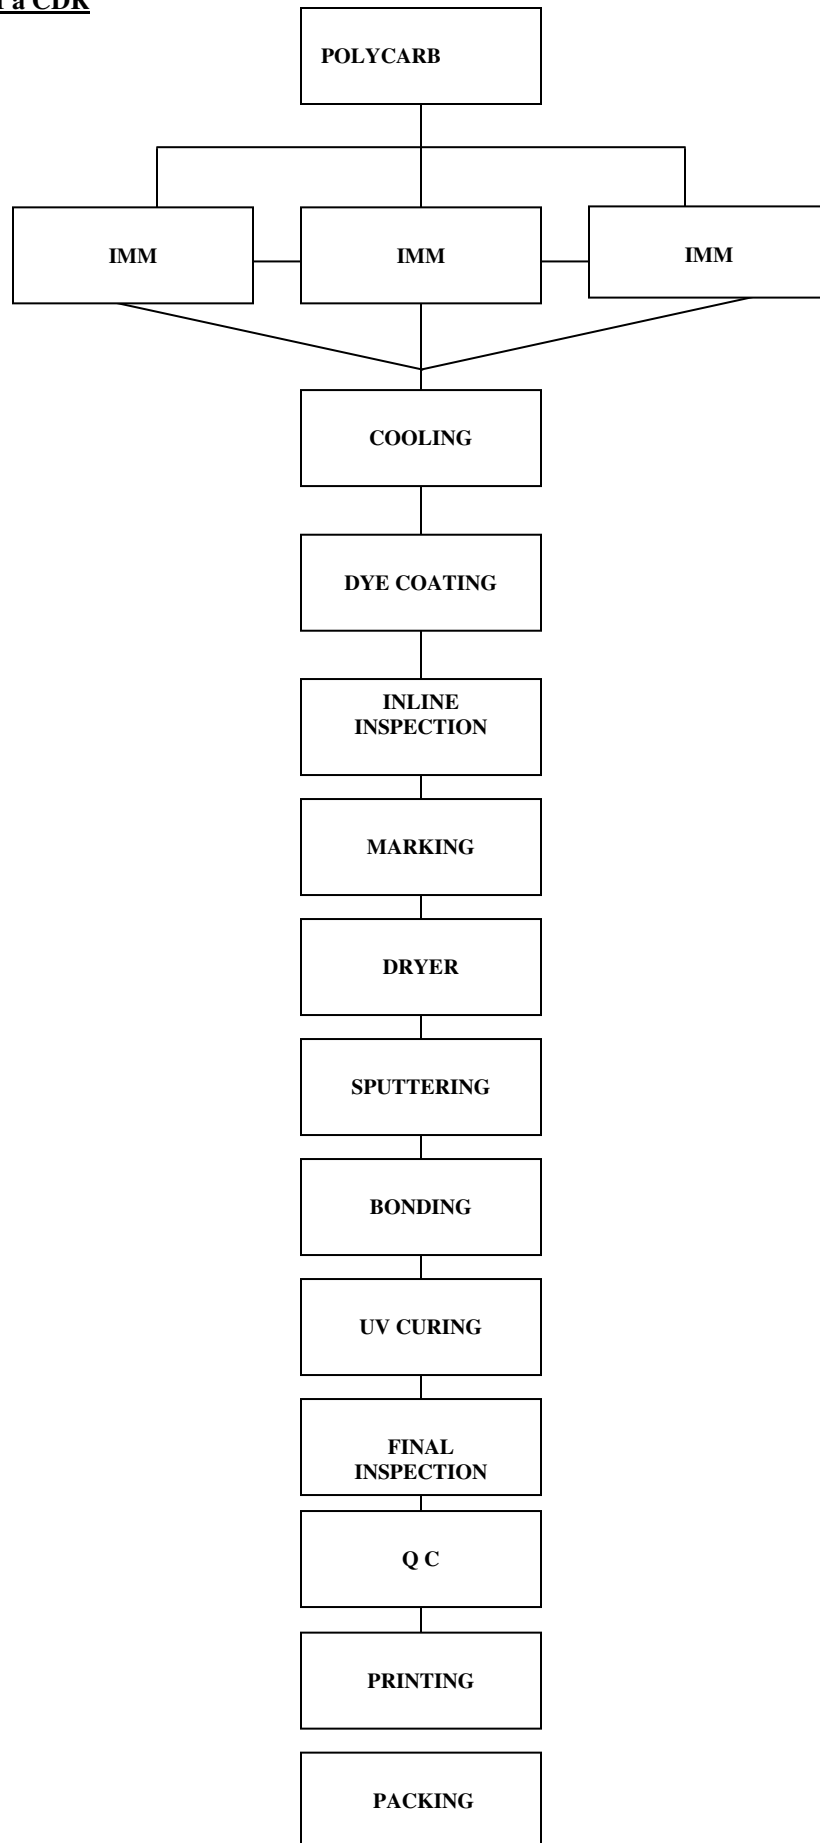 a CDR
POLYCARB
IMM
IMM
IMM
COOLING
DYE COATING
INLINE
INSPECTION
MARKING
DRYER
SPUTTERING
BONDING
UV CURING
FINAL
INSPECTION
Q C
PRINTING
PACKING